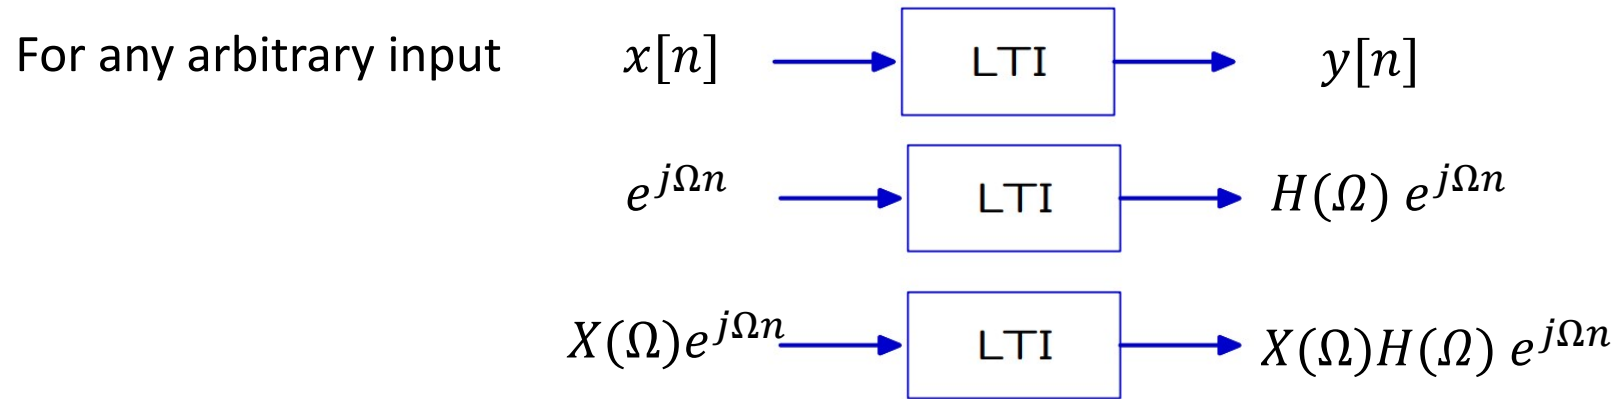 For any arbitrary input x[n] LTI y[n]
e^{jΩn} LTI H(Ω) e^{jΩn}
X(Ω)e^{jΩn} LTI X(Ω)H(Ω) e^{jΩn}